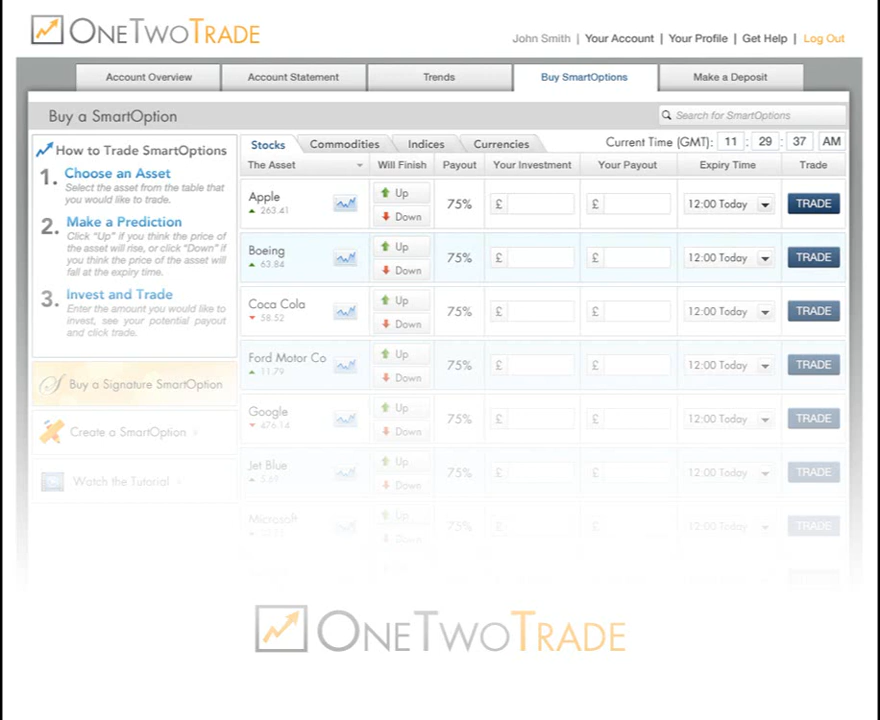 ONETWOTRADE
John Smith | Your Account | Your Profile | Get Help | Log Out
Account Overview
Account Statement
Trends
Buy SmartOptions
Make a Deposit
Buy a SmartOption
Search for SmartOptions
How to Trade SmartOptions
1. Choose an Asset
Select the asset from the table that
you would like to trade.
2. Make a Prediction
Click "Up" if you think the price of
the asset will rise, or click "Down" if
you think the price of the asset will
fall at the expiry time.
3. Invest and Trade
Enter the amount you would like to
invest, see your potential payout
and click trade.
Buy a Signature SmartOption
Create a SmartOption
Watch the Tutorial
Stocks Commodities Indices Currencies Current Time (GMT): 11 : 29 : 37 AM
The Asset Will Finish Payout Your Investment Your Payout Expiry Time Trade
Apple 263.41 Up Down 75% £ £ 12:00 Today TRADE
Boeing 63.84 Up Down 75% £ £ 12:00 Today TRADE
Coca Cola 58.52 Up Down 75% £ £ 12:00 Today TRADE
Ford Motor Co 11.79 Up Down 75% £ £ 12:00 Today TRADE
Google 476.14 Up Down 75% £ £ 12:00 Today TRADE
Jet Blue 5.61 Up Down 75% £ £ 12:00 Today TRADE
Microsoft Up Down 75% £ £ 12:00 Today TRADE
ONETWOTRADE